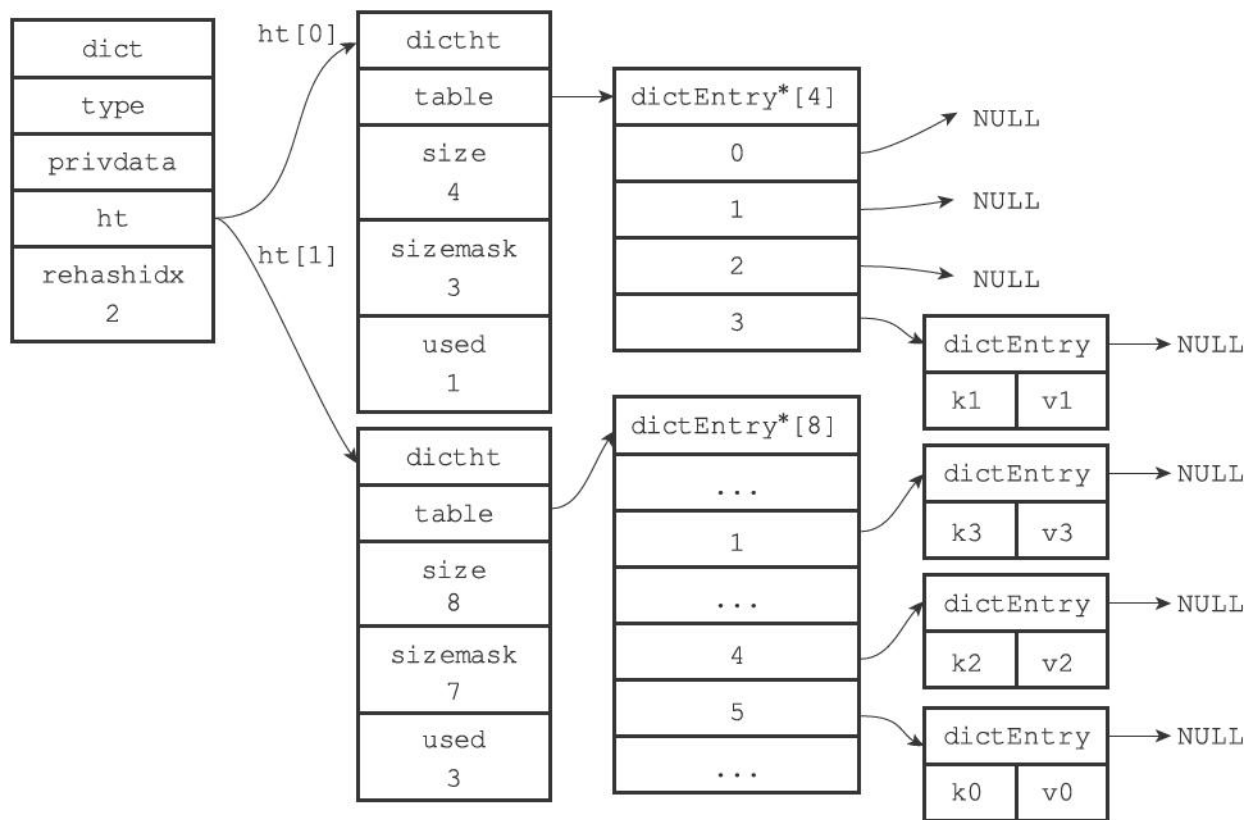 dict
type
privdata
ht
rehashidx
2
ht[0]
ht[1]
dictht
table
size
4
sizemask
3
used
1
dictht
table
size
8
sizemask
7
used
3
dictEntry*[4]
0
1
2
3
NULL
NULL
NULL
dictEntry
NULL
k1 v1
dictEntry*[8]
...
1
...
4
5
...
dictEntry
NULL
k3 v3
dictEntry
NULL
k2 v2
dictEntry
NULL
k0 v0